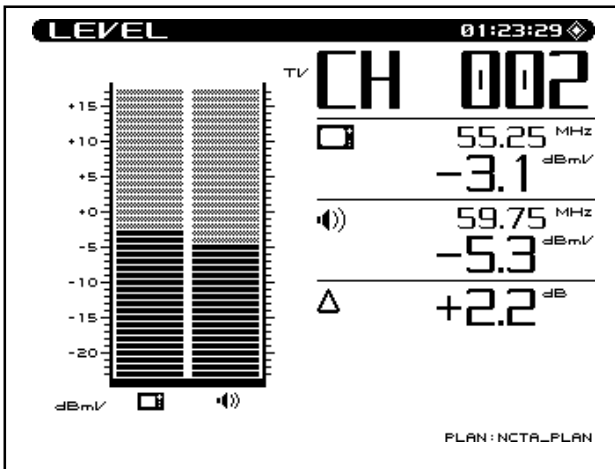 LEVEL 01:23:29
TV CH 002
+15
+10
+5
+0
-5
-10
-15
-20
dBmV
55.25 MHz
-3.1 dBmV
59.75 MHz
-5.3 dBmV
Δ +2.2 dB
PLAN:NCTA_PLAN